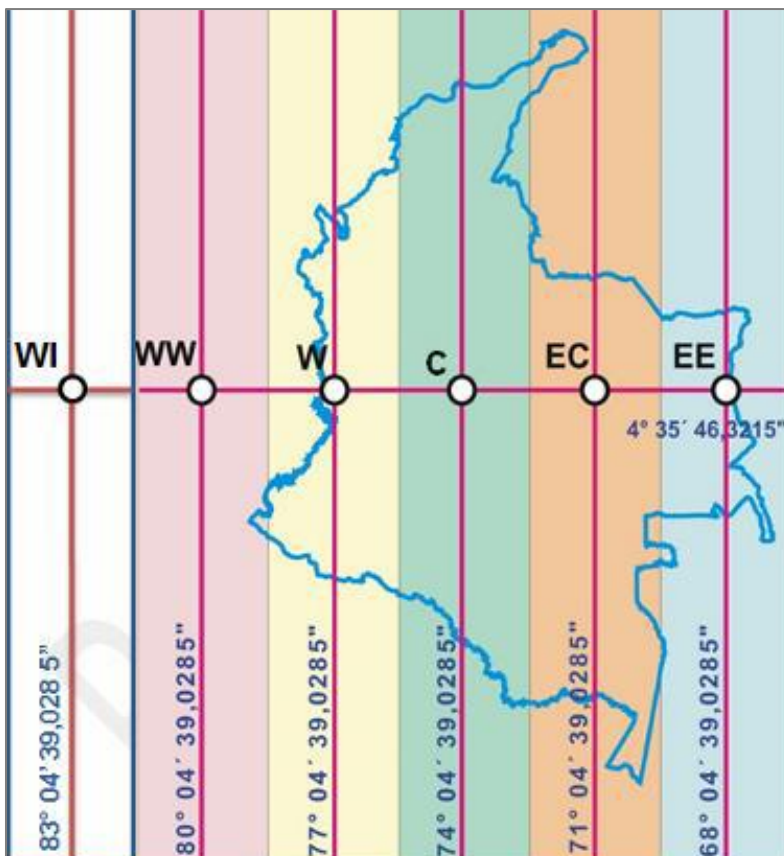 WI
WW
W
C
EC
EE
4° 35´ 46,3215"
83° 04' 39,028 5"
80° 04´ 39,0285"
77° 04´ 39,0285"
74° 04´ 39,0285"
71° 04´ 39,0285"
68° 04´ 39,0285"